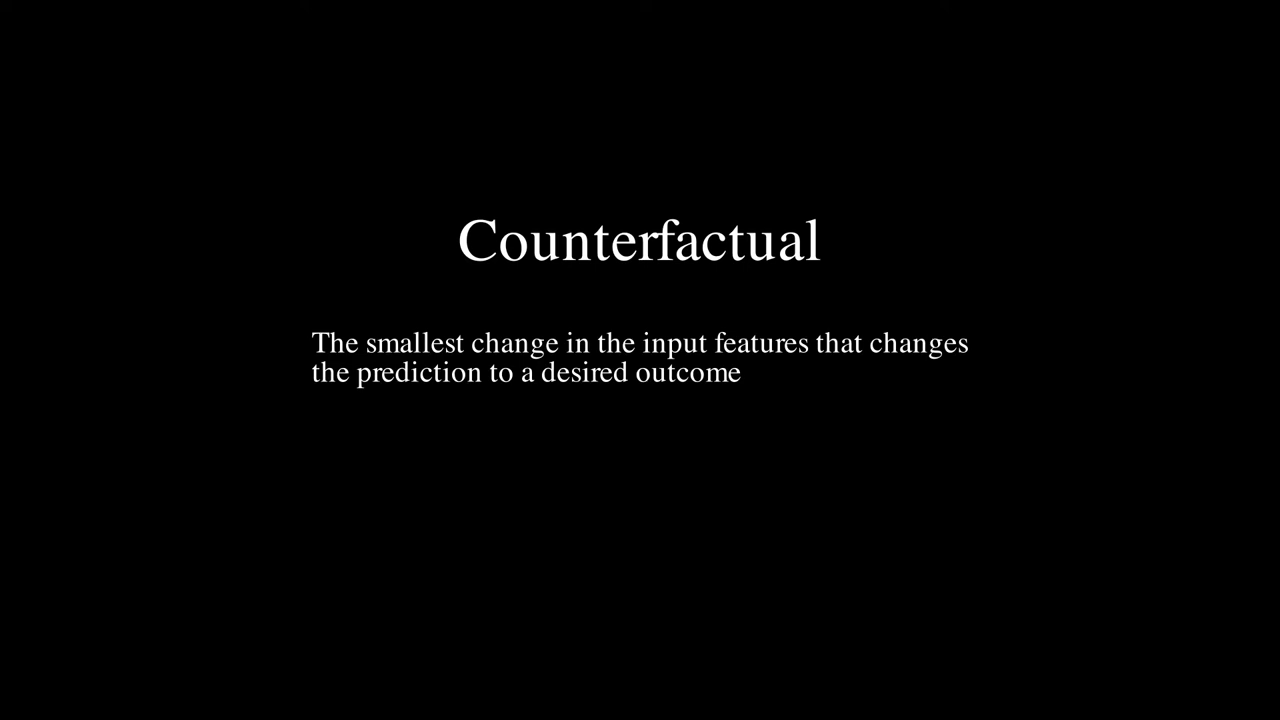 Counterfactual
The smallest change in the input features that changes
the prediction to a desired outcome